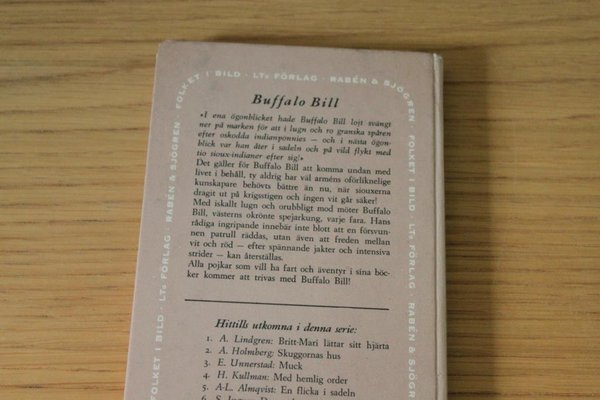 FOLKET I BILD · LTs FÖRLAG · RABÉN & SJÖGREN · FOLKET I BILD · LTs FÖRLAG · RABÉN & SJÖGREN · FOLKET I BILD · LTs FÖRLAG · RABÉN & SJÖGR
Buffalo Bill
»I ena ögonblicket hade Buffalo Bill lojt svängt
ner på marken för att i lugn och ro granska spåren
efter oskodda indianponnies – och i nästa ögon-
blick var han åter i sadeln och på vild flykt med
tio sioux-indianer efter sig!»
Det gäller för Buffalo Bill att komma undan med
livet i behåll, ty aldrig har väl arméns oförliknelige
kunskapare behövts bättre än nu, när siouxerna
dragit ut på krigsstigen och ingen vit går säker!
Med iskallt lugn och orubbligt mod möter Buffalo
Bill, västerns okrönte spejarkung, varje fara. Hans
rådiga ingripande innebär inte blott att en försvun-
nen patrull räddas, utan även att freden mellan
vit och röd – efter spännande jakter och intensiva
strider – kan återställas.
Alla pojkar som vill ha fart och äventyr i sina böc-
ker kommer att trivas med Buffalo Bill!
Hittills utkomna i denna serie:
1. A. Lindgren: Britt-Mari lättar sitt hjärta
2. Å. Holmberg: Skuggornas hus
3. E. Unnerstad: Muck
4. H. Kullman: Med hemlig order
5. A-L. Almqvist: En flicka i sadeln
6. S.